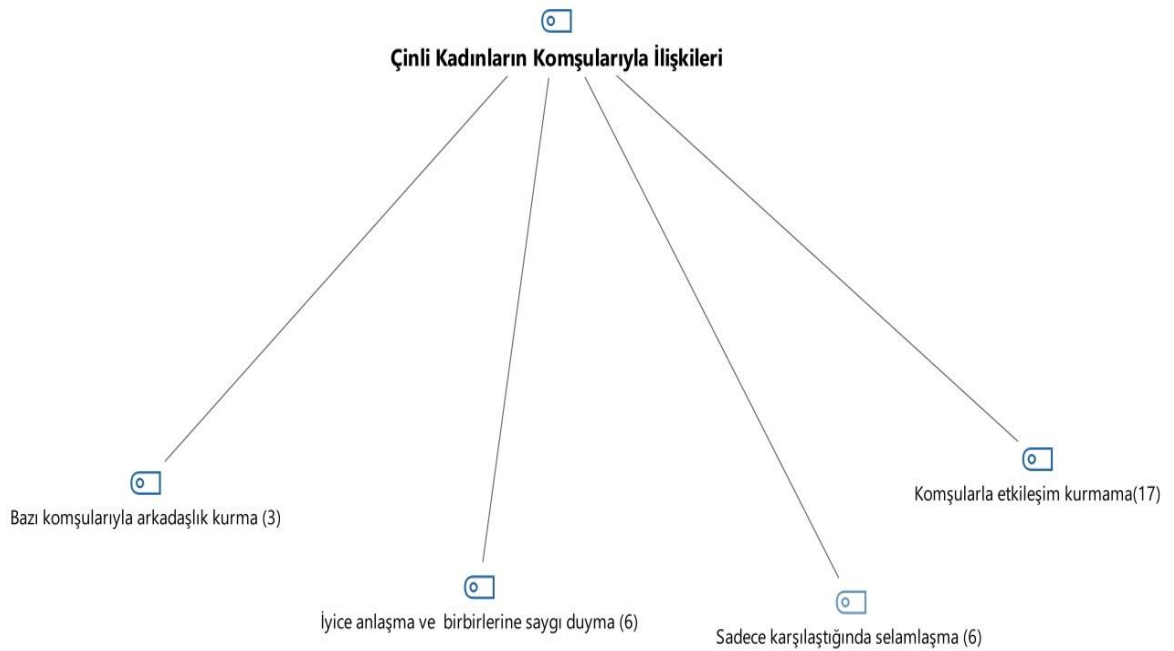 Çinli Kadınların Komşularıyla İlişkileri
Komşularla etkileşim kurmama(17)
Bazı komşularıyla arkadaşlık kurma (3)
İyice anlaşma ve birbirlerine saygı duyma (6)
Sadece karşılaştığında selamlaşma (6)